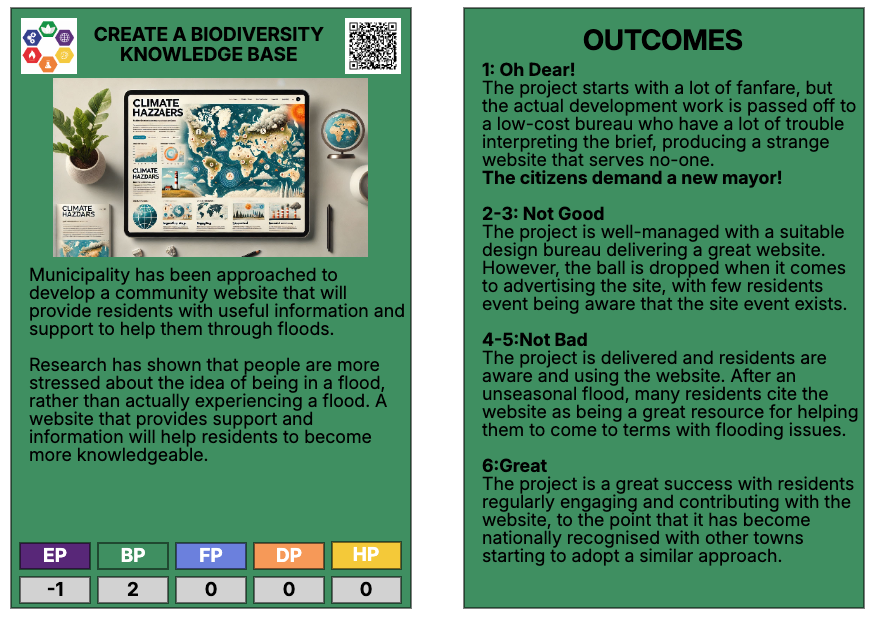 CREATE A BIODIVERSITY
KNOWLEDGE BASE
CLIMATE
HAZZAERS
CLIMATE
HAZDARS
CLIMATE
HAZDARS
Municipality has been approached to
develop a community website that will
provide residents with useful information and
support to help them through floods.
Research has shown that people are more
stressed about the idea of being in a flood,
rather than actually experiencing a flood. A
website that provides support and
information will help residents to become
more knowledgeable.
EP BP FP DP HP
-1 2 0 0 0
OUTCOMES
1: Oh Dear!
The project starts with a lot of fanfare, but
the actual development work is passed off to
a low-cost bureau who have a lot of trouble
interpreting the brief, producing a strange
website that serves no-one.
The citizens demand a new mayor!
2-3: Not Good
The project is well-managed with a suitable
design bureau delivering a great website.
However, the ball is dropped when it comes
to advertising the site, with few residents
event being aware that the site event exists.
4-5:Not Bad
The project is delivered and residents are
aware and using the website. After an
unseasonal flood, many residents cite the
website as being a great resource for helping
them to come to terms with flooding issues.
6:Great
The project is a great success with residents
regularly engaging and contributing with the
website, to the point that it has become
nationally recognised with other towns
starting to adopt a similar approach.